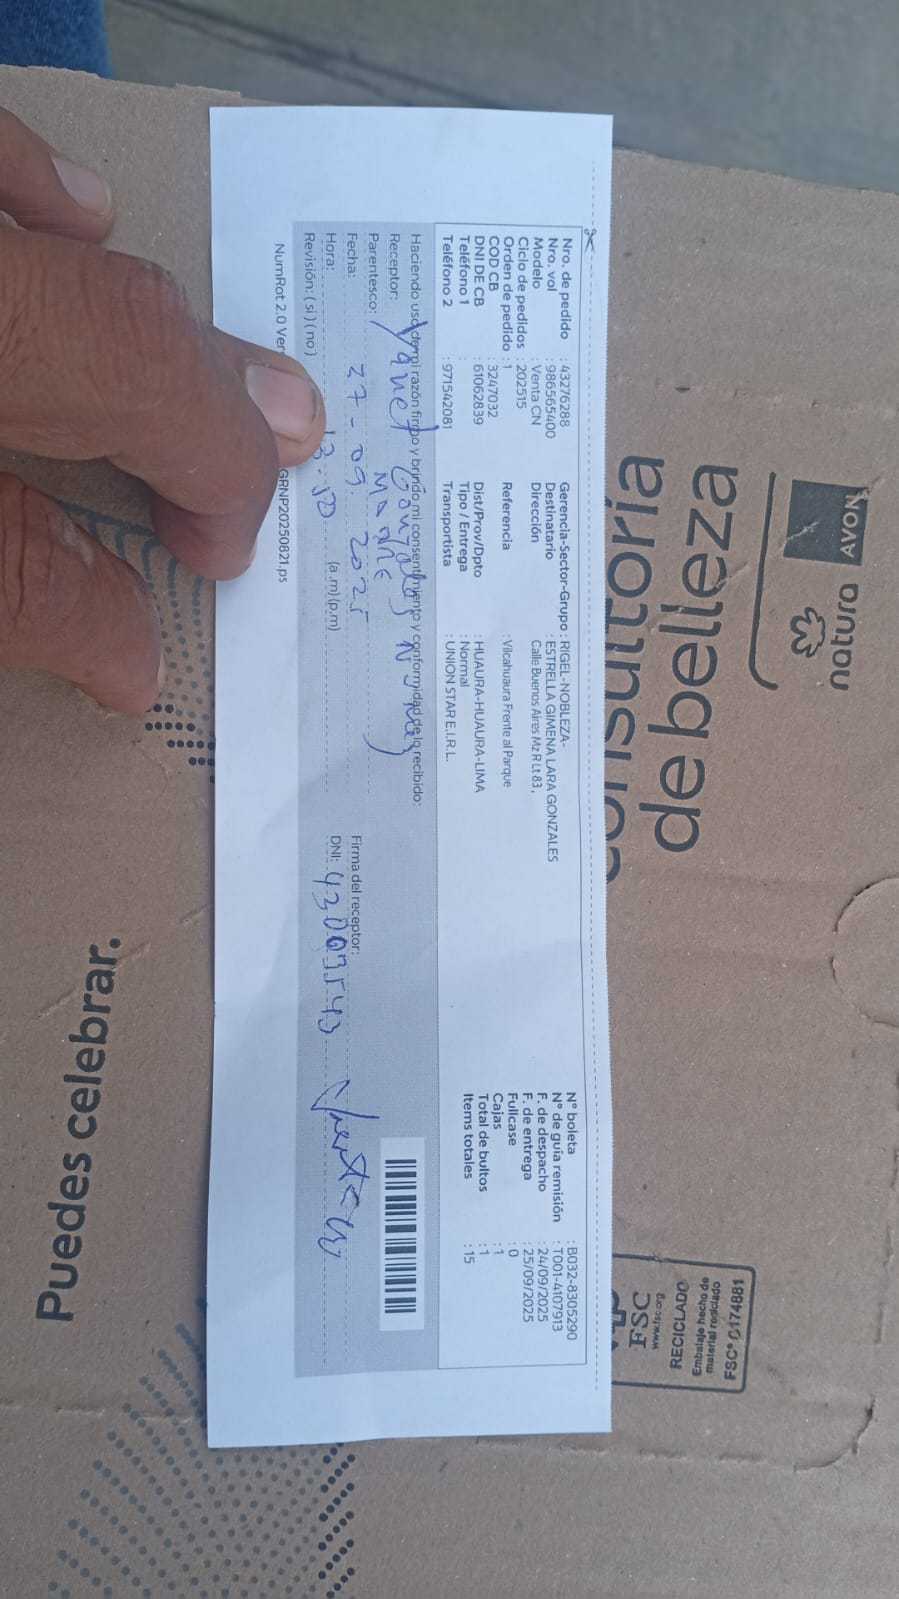 natura AVON
consultoría
de belleza
FSC® C174881
Embalaje hecho de
material reciclado
RECICLADO
www.fsc.org
FSC
Nro. de pedido : 43276288
Nro. vol : 986565400
Modelo : Venta CN
Ciclo de pedidos : 202515
Orden de pedido : 1
COD CB : 3247032
DNI DE CB : 61062839
Teléfono 1 :
Teléfono 2 : 971542081
Gerencia-Sector-Grupo : RIGEL-NOBLEZA-
Destinatario : ESTRELLA GIMENA LARA GONZALES
Dirección : Calle Buenos Aires Mz R Lt 83,
Referencia : Vilcahuaura Frente al Parque
Dist/Prov/Dpto : HUAURA-HUAURA-LIMA
Tipo / Entrega : Normal
Transportista : UNION STAR E.I.R.L.
N° boleta : B032-8305290
N° de guía remisión : T001-4107913
F. de despacho : 24/09/2025
F. de entrega : 25/09/2025
Fullcase : 0
Cajas : 1
Total de bultos : 1
Items totales : 15
Haciendo uso de mi razón firmo y brindo mi consentimiento y conformidad de lo recibido:
Receptor: Yanet Gonzales
Parentesco: MADRE
Fecha: 27-09-2025
Hora: 13:50 (a.m)(p.m)
Revisión: ( si ) ( no )
Firma del receptor:
DNI: 43009543
NumRot 2.0 Ver
GRNP20250821.ps
Puedes celebrar.